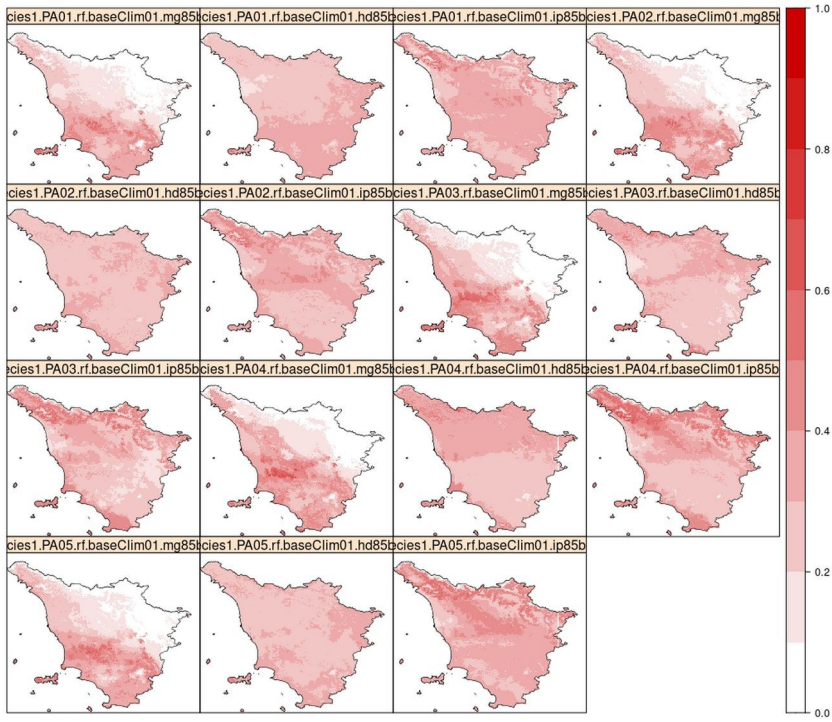 cies1.PA01.rf.baseClim01.mg85b
cies1.PA01.rf.baseClim01.hd85b
cies1.PA01.rf.baseClim01.ip85b
cies1.PA02.rf.baseClim01.mg85b
1.0
0.8
cies1.PA02.rf.baseClim01.hd85b
cies1.PA02.rf.baseClim01.ip85b
cies1.PA03.rf.baseClim01.mg85b
cies1.PA03.rf.baseClim01.hd85b
0.6
cies1.PA03.rf.baseClim01.ip85b
cies1.PA04.rf.baseClim01.mg85b
cies1.PA04.rf.baseClim01.hd85b
cies1.PA04.rf.baseClim01.ip85b
0.4
cies1.PA05.rf.baseClim01.mg85b
cies1.PA05.rf.baseClim01.hd85b
cies1.PA05.rf.baseClim01.ip85b
0.2
0.0